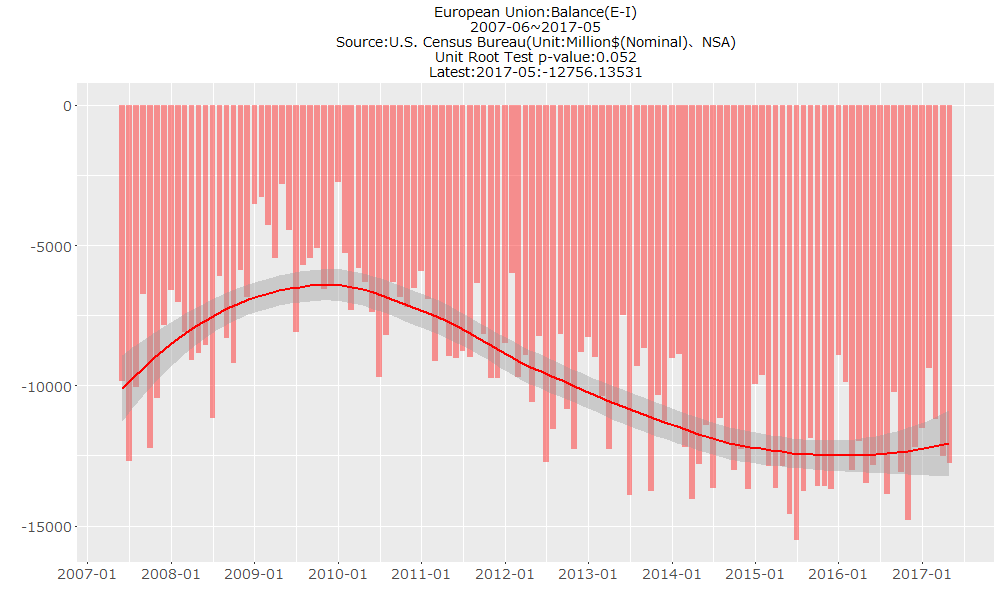 European Union:Balance(E-I)
2007-06~2017-05
Source:U.S. Census Bureau(Unit:Million$(Nominal)、NSA)
Unit Root Test p-value:0.052
Latest:2017-05:-12756.13531
0
-5000
-10000
-15000
2007-01 2008-01 2009-01 2010-01 2011-01 2012-01 2013-01 2014-01 2015-01 2016-01 2017-01